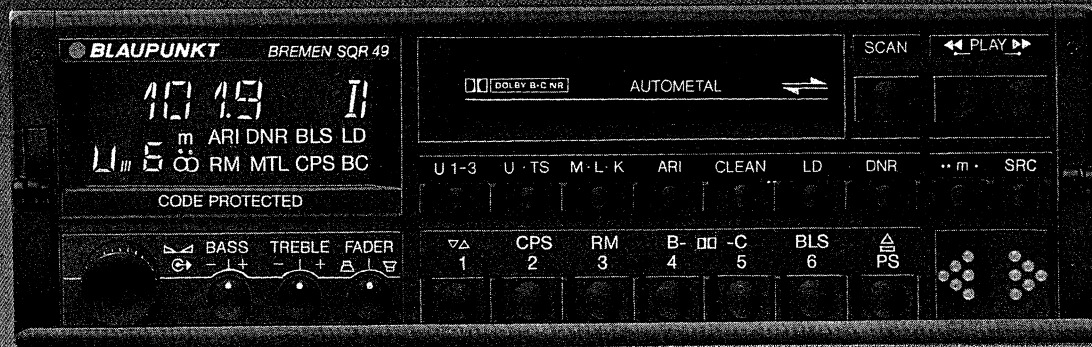 BLAUPUNKT BREMEN SQR 49
101.9
m ARI DNR BLS LD
U 6 RM MTL CPS BC
CODE PROTECTED
DOLBY B-C NR AUTOMETAL
SCAN ◀◀ PLAY ▶▶
U 1-3 U · TS M · L · K ARI CLEAN LD DNR ·· m · SRC
BASS TREBLE FADER
- + - +
CPS RM B- -C BLS
1 2 3 4 5 6 PS